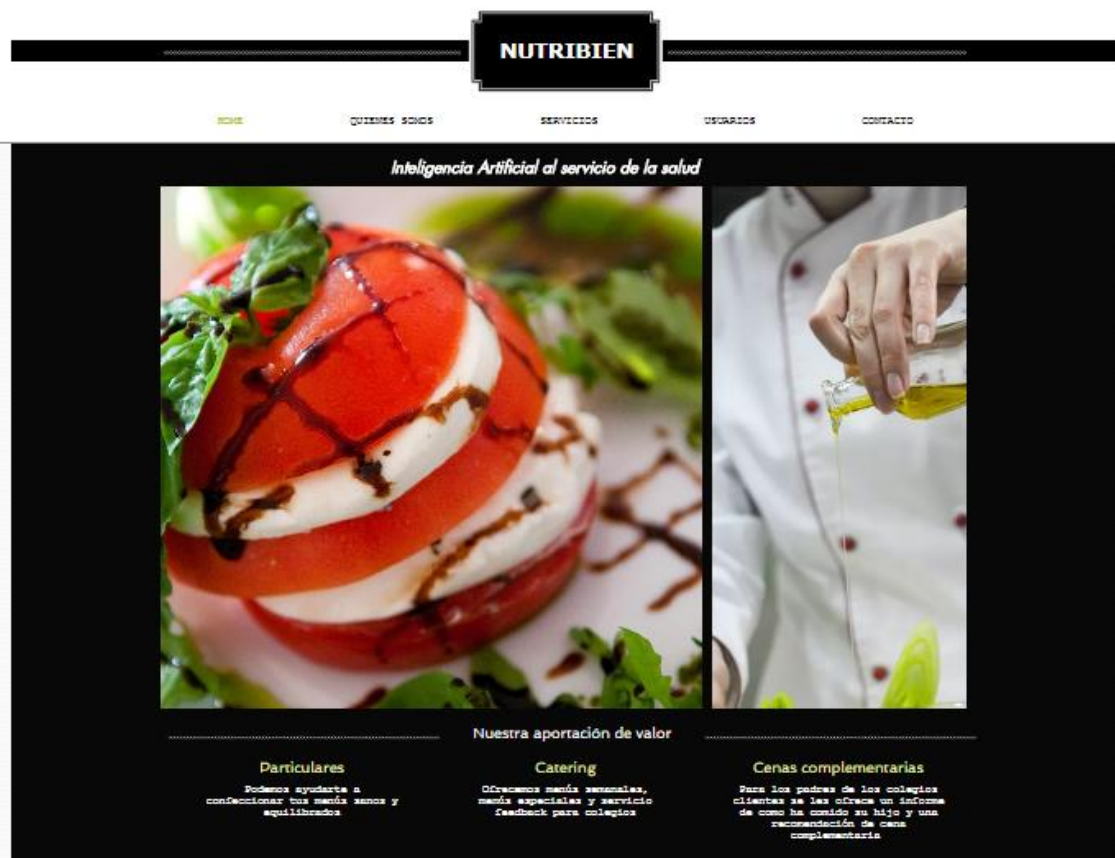 NUTRIBIEN
HOME QUIENES SOMOS SERVICIOS USUARIOS CONTACTO
Inteligencia Artificial al servicio de la salud
Nuestra aportación de valor
Particulares
Podemos ayudarte a
confeccionar tus menús sanos y
equilibrados
Catering
Ofrecemos menús semanales,
menús especiales y servicio
feedback para colegios
Cenas complementarias
Para los padres de los colegios
clientes se les ofrece un informe
de como ha comido su hijo y una
recomendación de cena
complementaria